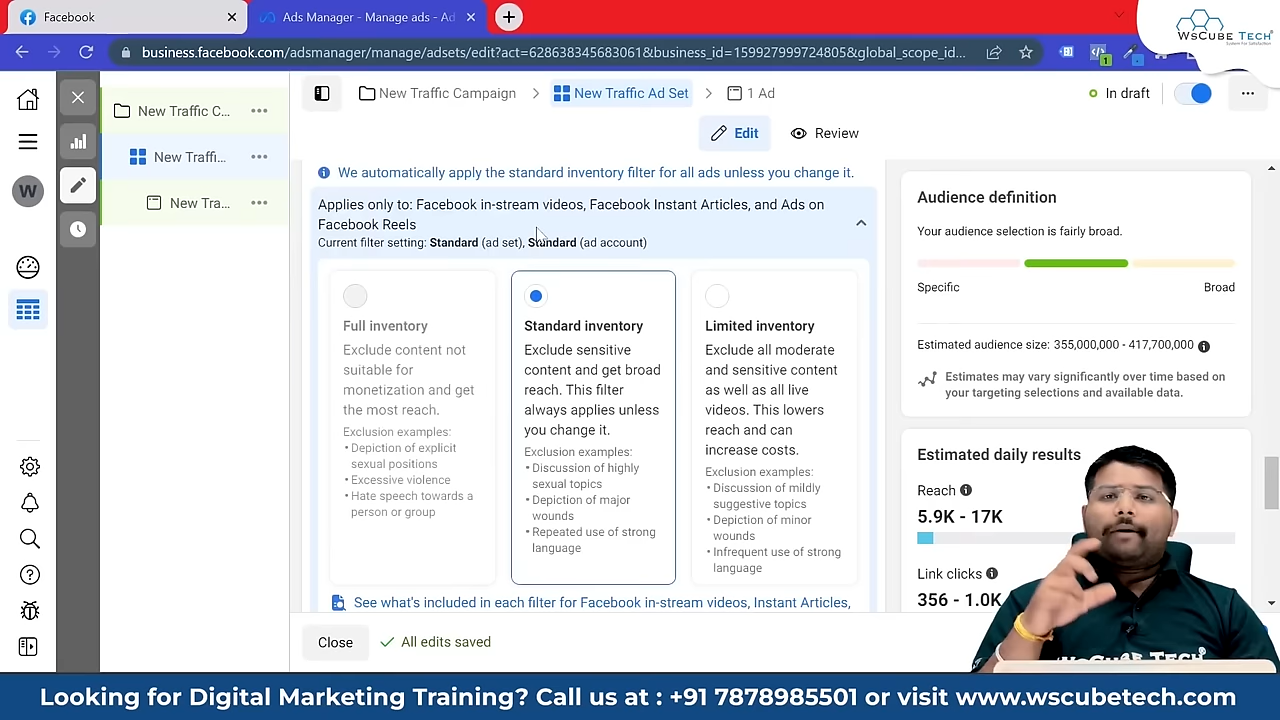 Facebook
Ads Manager - Manage ads - Ad
WsCube Tech
System For Satisfaction
business.facebook.com/adsmanager/manage/adsets/edit?act=628638345683061&business_id=159927999724805&global_scope_id...
1
New Traffic C...
New Traffi...
New Tra...
W
New Traffic Campaign
New Traffic Ad Set
1 Ad
In draft
Edit
Review
We automatically apply the standard inventory filter for all ads unless you change it.
Applies only to: Facebook in-stream videos, Facebook Instant Articles, and Ads on
Facebook Reels
Current filter setting: Standard (ad set), Standard (ad account)
Full inventory
Exclude content not
suitable for
monetization and get
the most reach.
Exclusion examples:
• Depiction of explicit
sexual positions
• Excessive violence
• Hate speech towards a
person or group
Standard inventory
Exclude sensitive
content and get broad
reach. This filter
always applies unless
you change it.
Exclusion examples:
• Discussion of highly
sexual topics
• Depiction of major
wounds
• Repeated use of strong
language
Limited inventory
Exclude all moderate
and sensitive content
as well as all live
videos. This lowers
reach and can
increase costs.
Exclusion examples:
• Discussion of mildly
suggestive topics
• Depiction of minor
wounds
• Infrequent use of strong
language
See what's included in each filter for Facebook in-stream videos, Instant Articles,
Close
All edits saved
Audience definition
Your audience selection is fairly broad.
Specific
Broad
Estimated audience size: 355,000,000 - 417,700,000
Estimates may vary significantly over time based on
your targeting selections and available data.
Estimated daily results
Reach
5.9K - 17K
Link clicks
356 - 1.0K
WSCUBE TECH
Looking for Digital Marketing Training? Call us at : +91 7878985501 or visit www.wscubetech.com